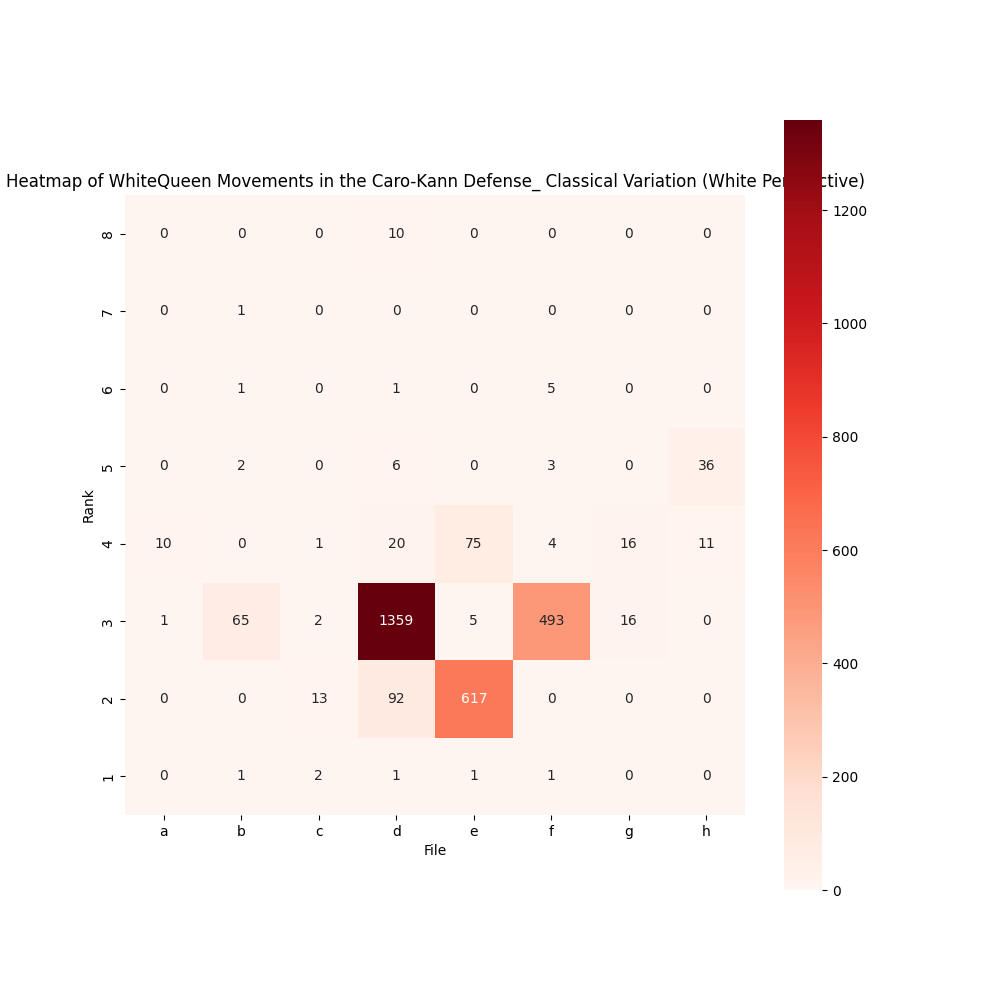 Heatmap of WhiteQueen Movements in the Caro-Kann Defense_ Classical Variation (White Perspective)
8 0 0 0 10 0 0 0 0
7 0 1 0 0 0 0 0 0
6 0 1 0 1 0 5 0 0
5 0 2 0 6 0 3 0 36
Rank
4 10 0 1 20 75 4 16 11
3 1 65 2 1359 5 493 16 0
2 0 0 13 92 617 0 0 0
1 0 1 2 1 1 1 0 0
a b c d e f g h
File
1200
1000
800
600
400
200
0